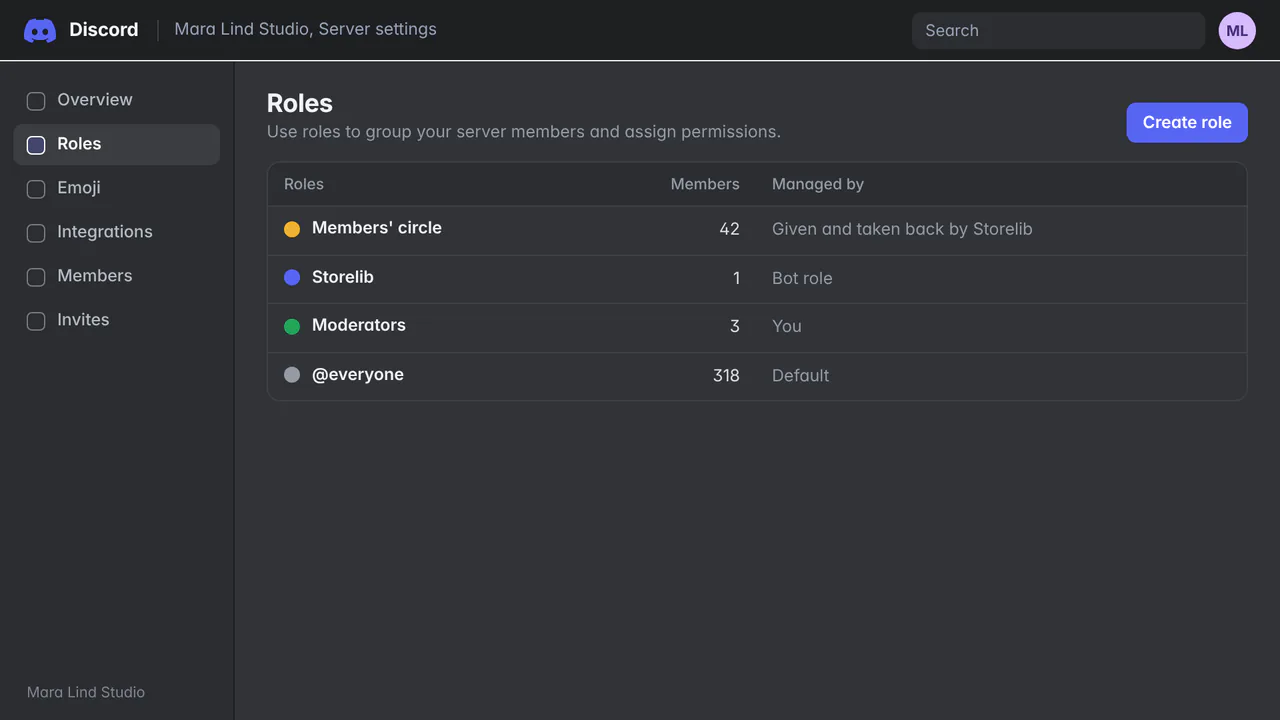 Discord
Mara Lind Studio, Server settings
Search
ML
Overview
Roles
Emoji
Integrations
Members
Invites
Mara Lind Studio
Roles
Use roles to group your server members and assign permissions.
Create role
Roles Members Managed by
Members' circle 42 Given and taken back by Storelib
Storelib 1 Bot role
Moderators 3 You
@everyone 318 Default